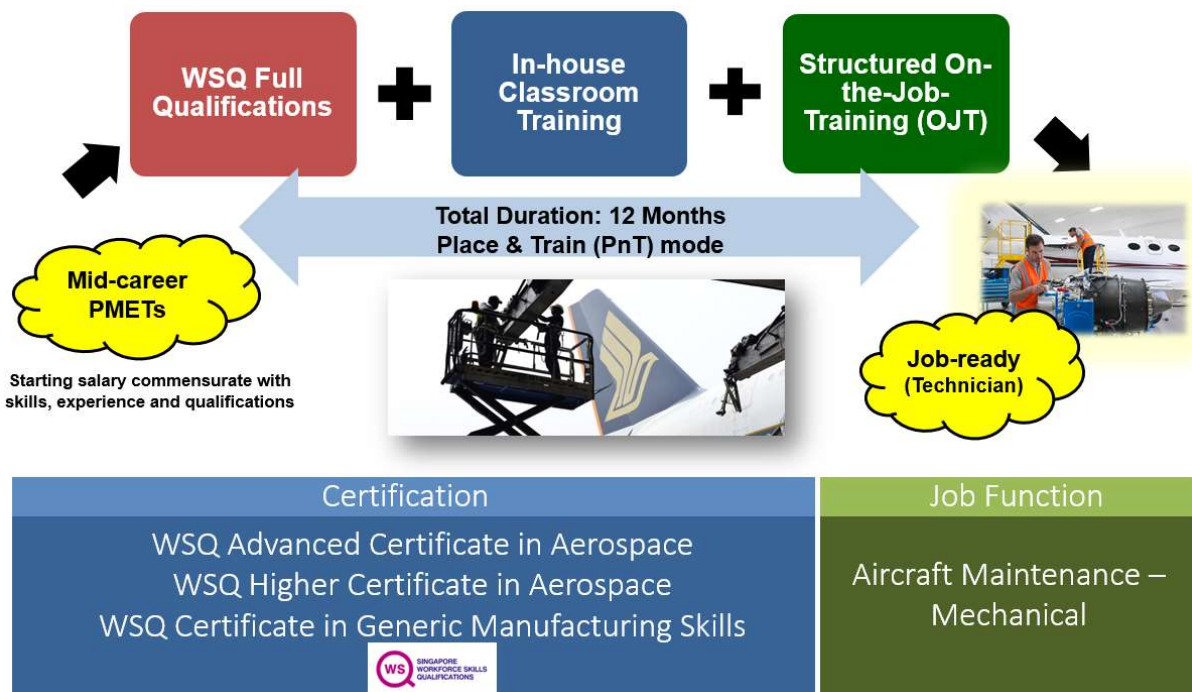 WSQ Full
Qualifications
In-house
Classroom
Training
Structured On-
the-Job-
Training (OJT)
Total Duration: 12 Months
Place & Train (PnT) mode
Mid-career
PMETs
Starting salary commensurate with
skills, experience and qualifications
Job-ready
(Technician)
Certification
WSQ Advanced Certificate in Aerospace
WSQ Higher Certificate in Aerospace
WSQ Certificate in Generic Manufacturing Skills
WSQ
SINGAPORE
WORKFORCE SKILLS
QUALIFICATIONS
Job Function
Aircraft Maintenance –
Mechanical